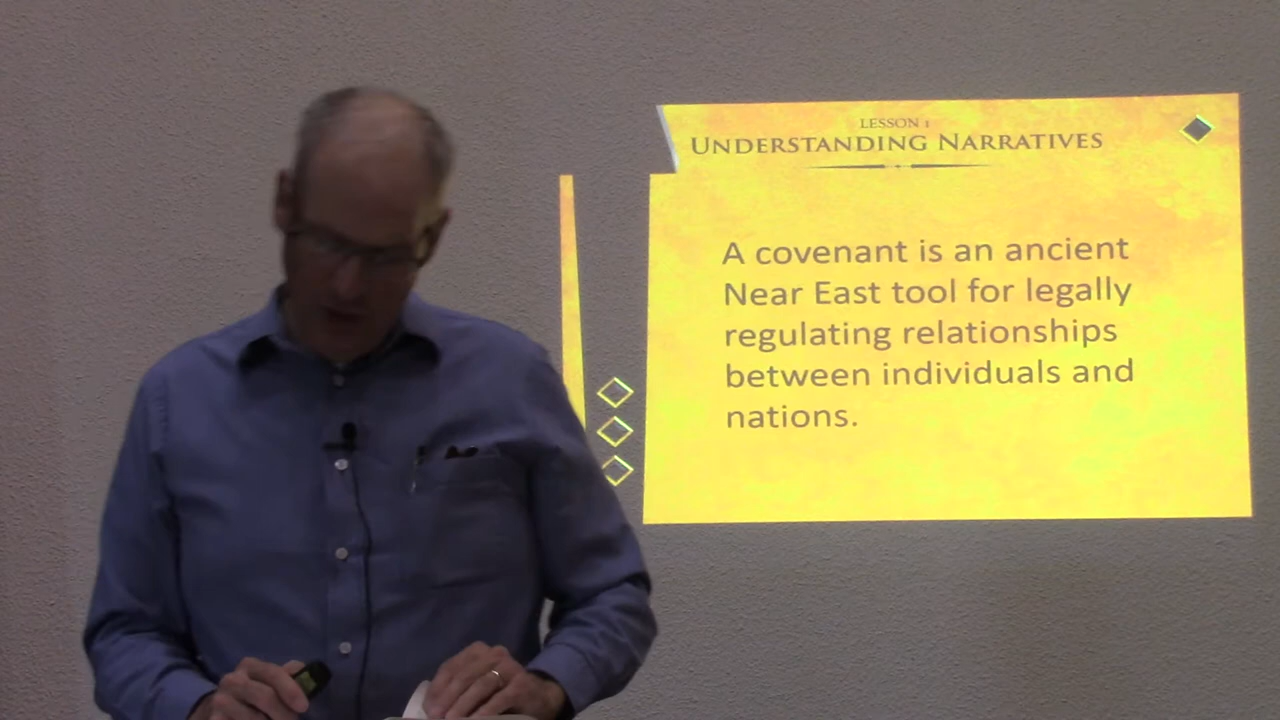 LESSON 1
UNDERSTANDING NARRATIVES
A covenant is an ancient
Near East tool for legally
regulating relationships
between individuals and
nations.